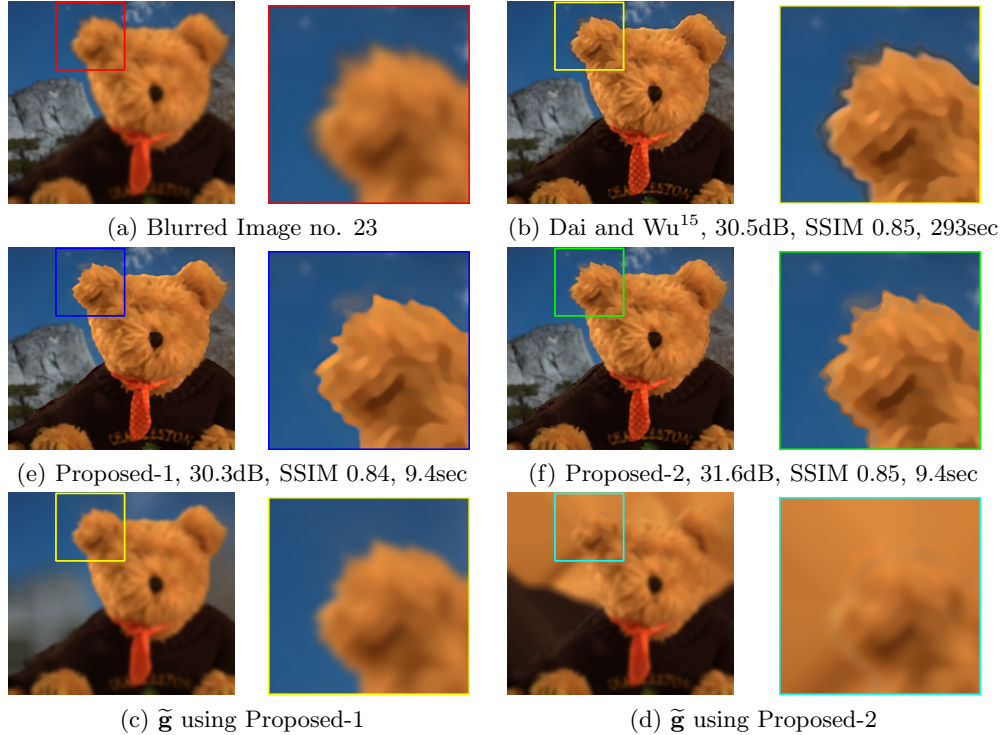 (a) Blurred Image no. 23
(b) Dai and Wu¹⁵, 30.5dB, SSIM 0.85, 293sec
(e) Proposed-1, 30.3dB, SSIM 0.84, 9.4sec
(f) Proposed-2, 31.6dB, SSIM 0.85, 9.4sec
(c) g̃ using Proposed-1
(d) g̃ using Proposed-2